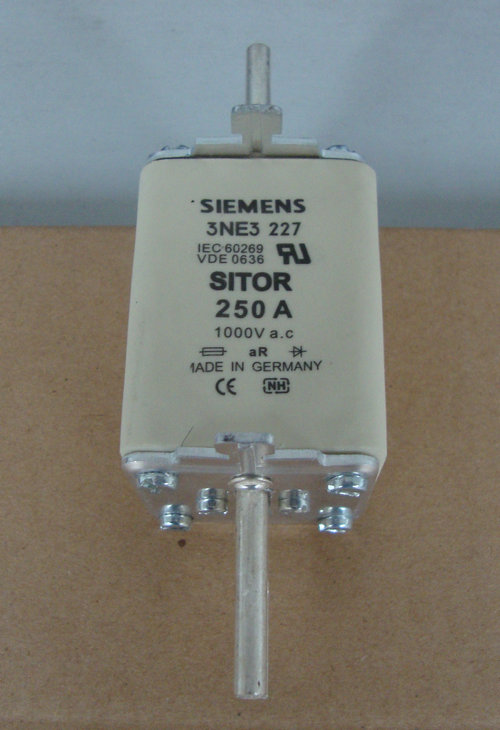 SIEMENS
3NE3 227
IEC 60269
VDE 0636
SITOR
250 A
1000V a.c
aR
MADE IN GERMANY
CE NH